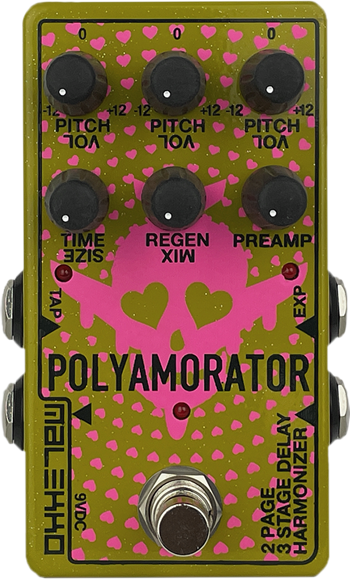 0 0 0
-12 +12 -12 +12 -12 +12
PITCH PITCH PITCH
VOL VOL VOL
TIME REGEN PREAMP
SIZE MIX
TAP EXP
POLYAMORATOR
MALEKKO
9VDC
2 PAGE
3 STAGE DELAY
HARMONIZER